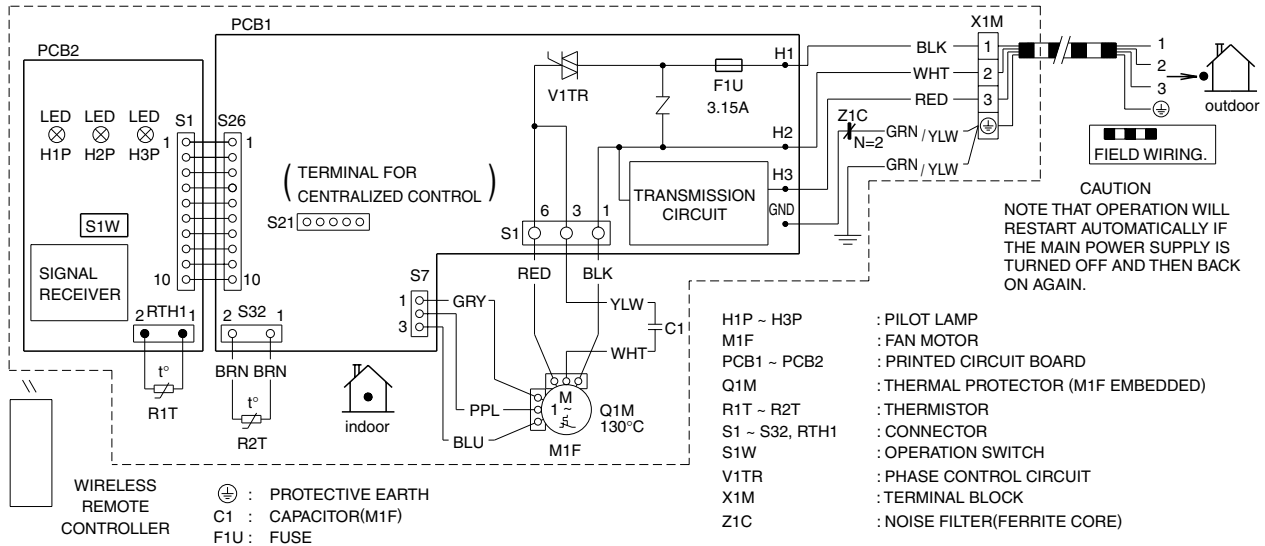 PCB2
PCB1
X1M
LED LED LED
H1P H2P H3P
S1 S26
1 1
10 10
S1W
SIGNAL
RECEIVER
2 RTH1 1
2 S32 1
BRN BRN
t°
R1T
t°
R2T
(TERMINAL FOR
CENTRALIZED CONTROL)
S21
V1TR
F1U
3.15A
H1
H2
H3
GND
TRANSMISSION
CIRCUIT
BLK
WHT
RED
Z1C
N=2
GRN / YLW
GRN / YLW
1
2
3
1
2
3
outdoor
FIELD WIRING.
CAUTION
NOTE THAT OPERATION WILL
RESTART AUTOMATICALLY IF
THE MAIN POWER SUPPLY IS
TURNED OFF AND THEN BACK
ON AGAIN.
6 3 1
S1
RED BLK
S7
1
3
GRY
PPL
BLU
YLW
C1
WHT
M
1 ~
Q1M
130°C
M1F
indoor
WIRELESS
REMOTE
CONTROLLER
: PROTECTIVE EARTH
C1 : CAPACITOR(M1F)
F1U : FUSE
H1P ~ H3P : PILOT LAMP
M1F : FAN MOTOR
PCB1 ~ PCB2 : PRINTED CIRCUIT BOARD
Q1M : THERMAL PROTECTOR (M1F EMBEDDED)
R1T ~ R2T : THERMISTOR
S1 ~ S32, RTH1 : CONNECTOR
S1W : OPERATION SWITCH
V1TR : PHASE CONTROL CIRCUIT
X1M : TERMINAL BLOCK
Z1C : NOISE FILTER(FERRITE CORE)